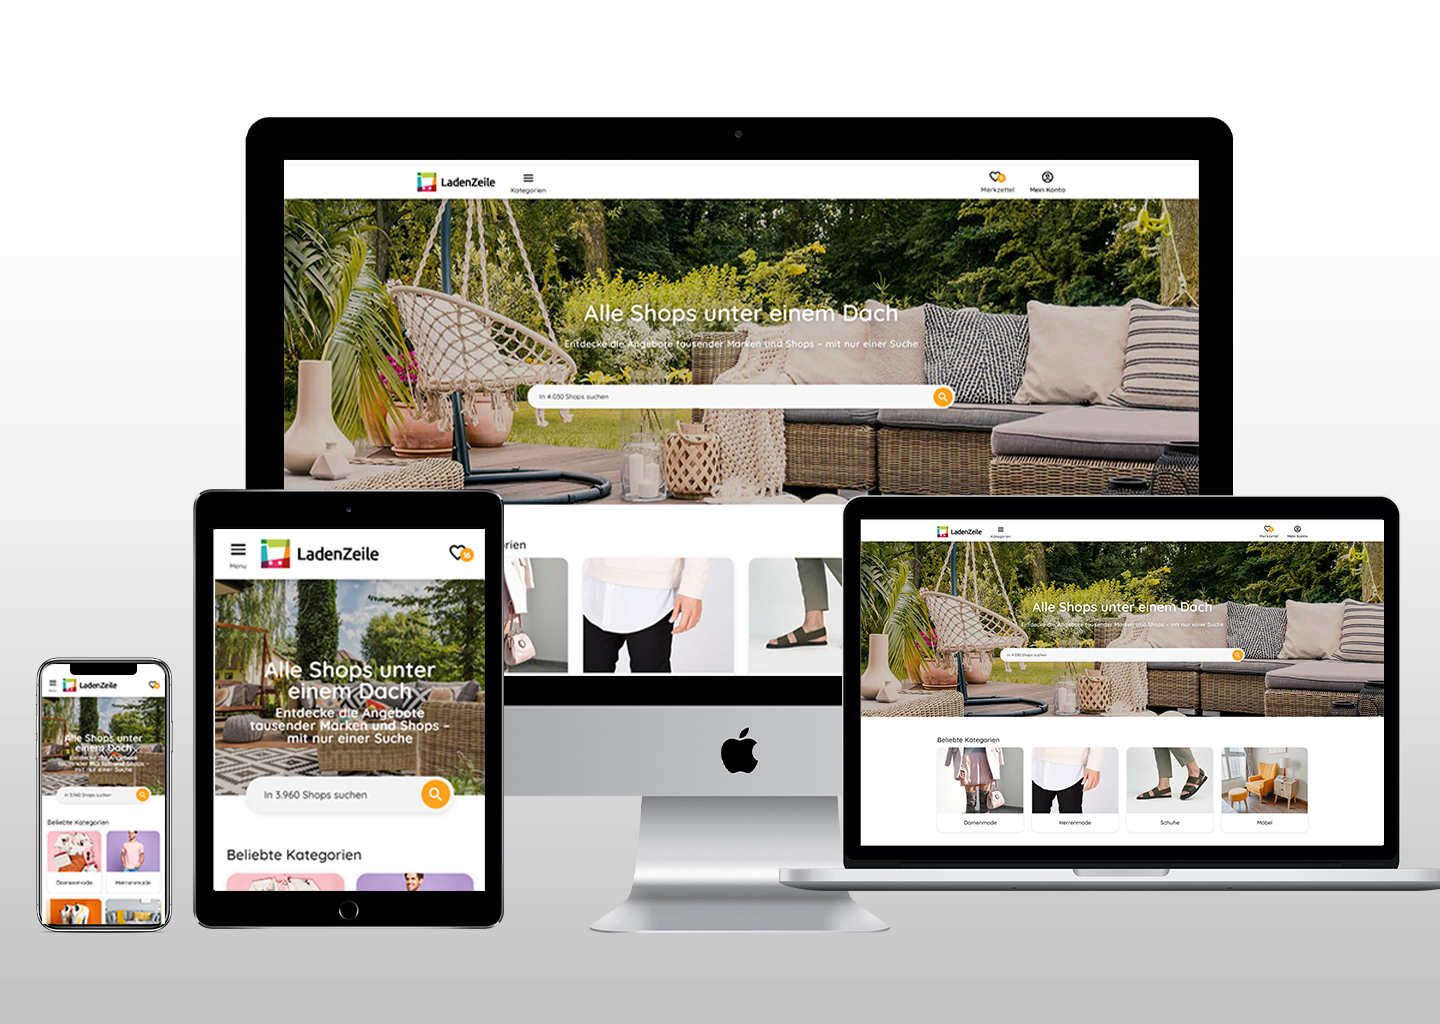 LadenZeile
Kategorien
Merkzettel
Mein Konto
Alle Shops unter einem Dach
Entdecke die Angebote tausender Marken und Shops – mit nur einer Suche
In 4.030 Shops suchen
rien
Menu
LadenZeile
16
Alle Shops unter
einem Dach
Entdecke die Angebote
tausender Marken und Shops –
mit nur einer Suche
In 3.960 Shops suchen
Beliebte Kategorien
LadenZeile
Alle Shops unter
einem Dach
Entdecke die Angebote
tausender Marken und Shops –
mit nur einer Suche
In 3.960 Shops suchen
Beliebte Kategorien
Damenmode
Herrenmode
LadenZeile
Kategorien
Merkzettel
Mein Konto
Alle Shops unter einem Dach
Entdecke die Angebote tausender Marken und Shops – mit nur einer Suche
In 4.030 Shops suchen
Beliebte Kategorien
Damenmode
Herrenmode
Schuhe
Möbel